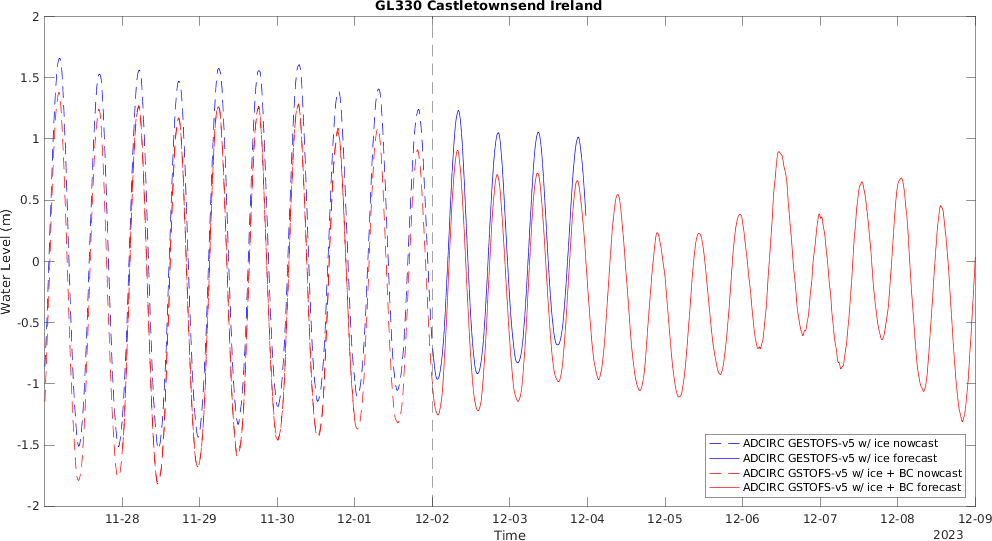 GL330 Castletownsend Ireland
2
1.5
1
0.5
0
-0.5
-1
-1.5
-2
Water Level (m)
ADCIRC GESTOFS-v5 w/ ice nowcast
ADCIRC GESTOFS-v5 w/ ice forecast
ADCIRC GSTOFS-v5 w/ ice + BC nowcast
ADCIRC GSTOFS-v5 w/ ice + BC forecast
11-28 11-29 11-30 12-01 12-02 12-03 12-04 12-05 12-06 12-07 12-08 12-09
Time
2023